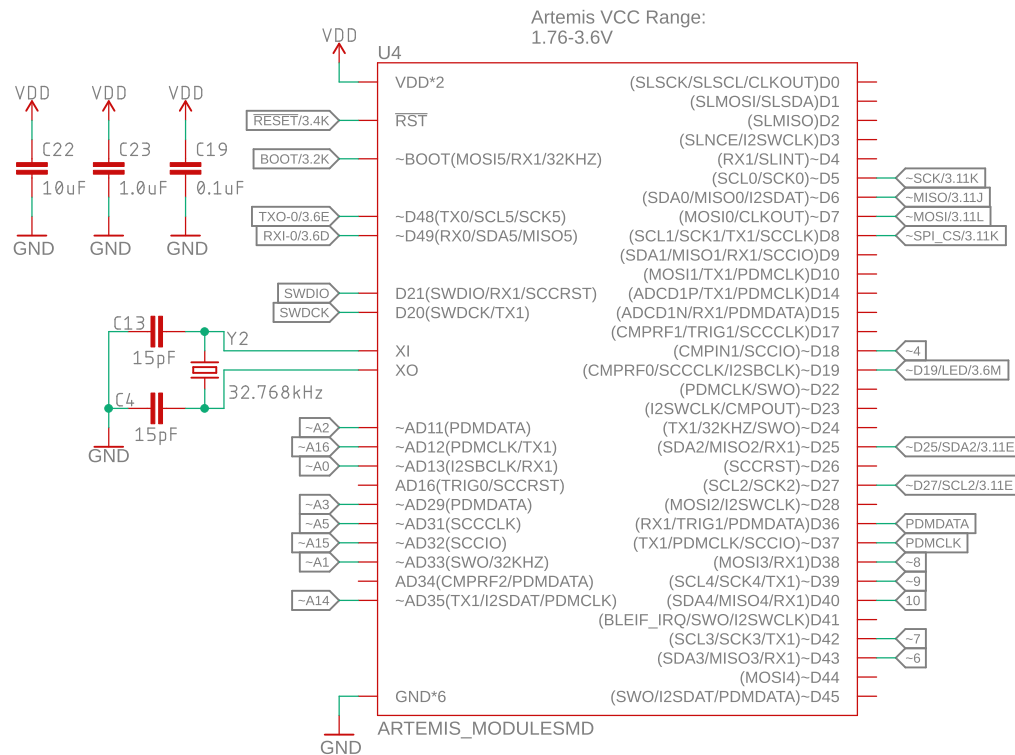 Artemis VCC Range:
1.76-3.6V
VDD
U4
VDD
VDD
VDD
C22
10uF
C23
1.0uF
C19
0.1uF
GND
GND
GND
RESET/3.4K
BOOT/3.2K
TXO-0/3.6E
RXI-0/3.6D
SWDIO
SWDCK
C13
15pF
Y2
32.768kHz
C4
15pF
GND
~A2
~A16
~A0
~A3
~A5
~A15
~A1
~A14
VDD*2
RST
~BOOT(MOSI5/RX1/32KHZ)
~D48(TX0/SCL5/SCK5)
~D49(RX0/SDA5/MISO5)
D21(SWDIO/RX1/SCCRST)
D20(SWDCK/TX1)
XI
XO
~AD11(PDMDATA)
~AD12(PDMCLK/TX1)
~AD13(I2SBCLK/RX1)
AD16(TRIG0/SCCRST)
~AD29(PDMDATA)
~AD31(SCCCLK)
~AD32(SCCIO)
~AD33(SWO/32KHZ)
AD34(CMPRF2/PDMDATA)
~AD35(TX1/I2SDAT/PDMCLK)
GND*6
(SLSCK/SLSCL/CLKOUT)D0
(SLMOSI/SLSDA)D1
(SLMISO)D2
(SLNCE/I2SWCLK)D3
(RX1/SLINT)~D4
(SCL0/SCK0)~D5
(SDA0/MISO0/I2SDAT)~D6
(MOSI0/CLKOUT)~D7
(SCL1/SCK1/TX1/SCCLK)D8
(SDA1/MISO1/RX1/SCCIO)D9
(MOSI1/TX1/PDMCLK)D10
(ADCD1P/TX1/PDMCLK)D14
(ADCD1N/RX1/PDMDATA)D15
(CMPRF1/TRIG1/SCCCLK)D17
(CMPIN1/SCCIO)~D18
(CMPRF0/SCCCLK/I2SBCLK)~D19
(PDMCLK/SWO)~D22
(I2SWCLK/CMPOUT)~D23
(TX1/32KHZ/SWO)~D24
(SDA2/MISO2/RX1)~D25
(SCCRST)~D26
(SCL2/SCK2)~D27
(MOSI2/I2SWCLK)~D28
(RX1/TRIG1/PDMDATA)D36
(TX1/PDMCLK/SCCIO)~D37
(MOSI3/RX1)D38
(SCL4/SCK4/TX1)~D39
(SDA4/MISO4/RX1)D40
(BLEIF_IRQ/SWO/I2SWCLK)D41
(SCL3/SCK3/TX1)~D42
(SDA3/MISO3/RX1)~D43
(MOSI4)~D44
(SWO/I2SDAT/PDMDATA)~D45
~SCK/3.11K
~MISO/3.11J
~MOSI/3.11L
~SPI_CS/3.11K
~4
~D19/LED/3.6M
~D25/SDA2/3.11E
~D27/SCL2/3.11E
PDMDATA
PDMCLK
~8
~9
10
~7
~6
GND
ARTEMIS_MODULESMD